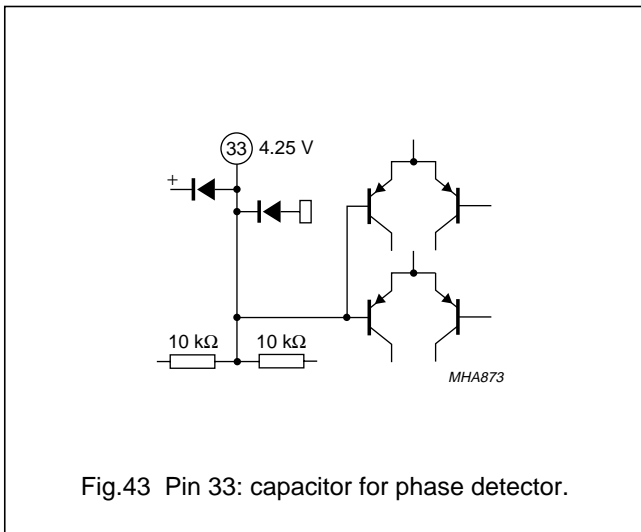 33 4.25 V
+
10 kΩ 10 kΩ
MHA873
Fig.43 Pin 33: capacitor for phase detector.